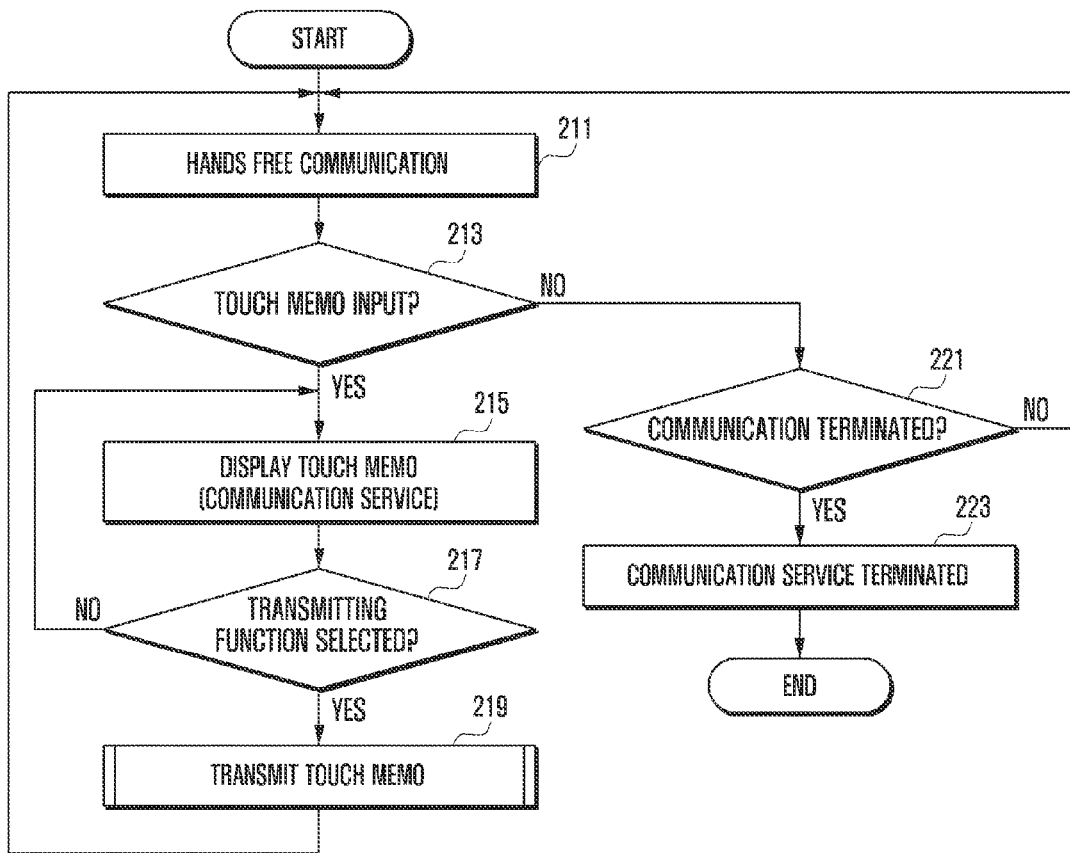 START
211
HANDS FREE COMMUNICATION
213
TOUCH MEMO INPUT?
NO
YES
221
COMMUNICATION TERMINATED?
NO
215
DISPLAY TOUCH MEMO
(COMMUNICATION SERVICE)
YES
223
COMMUNICATION SERVICE TERMINATED
217
TRANSMITTING
FUNCTION SELECTED?
NO
END
YES
219
TRANSMIT TOUCH MEMO